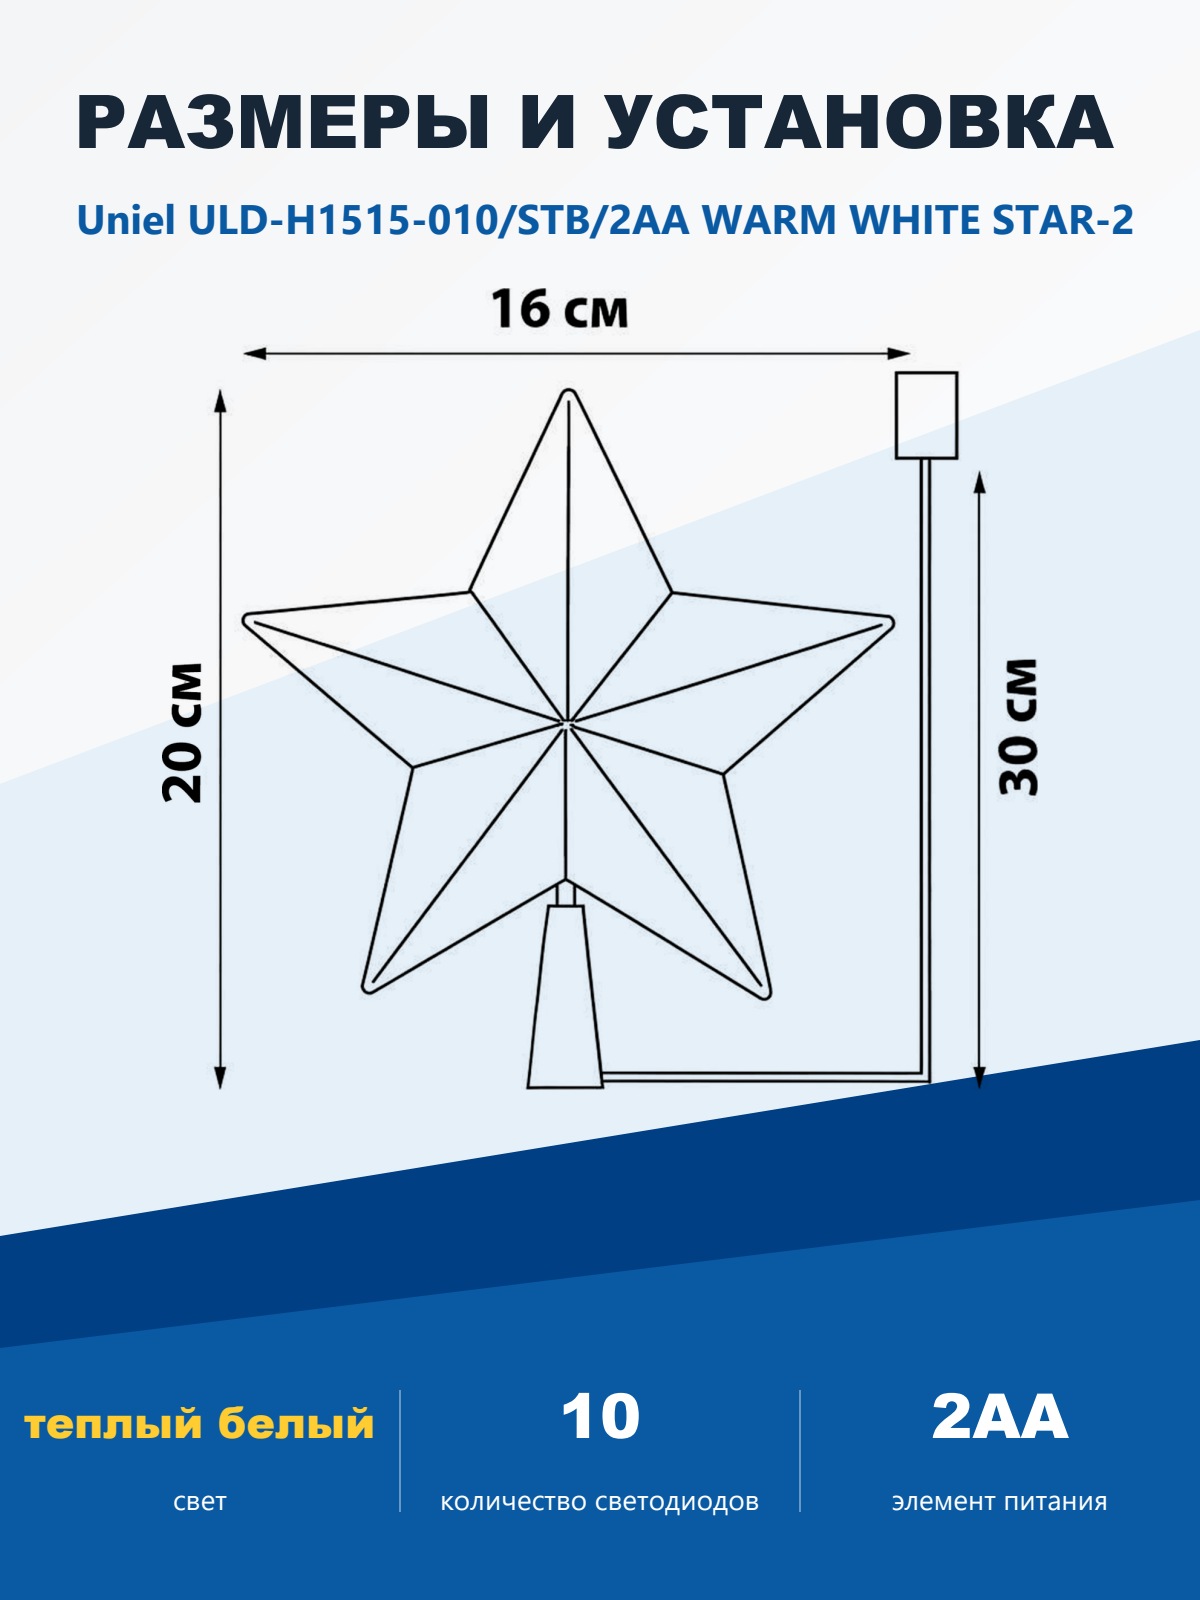 РАЗМЕРЫ И УСТАНОВКА
Uniel ULD-H1515-010/STB/2AA WARM WHITE STAR-2
16 см
20 см
30 см
теплый белый
свет
10
количество светодиодов
2AA
элемент питания